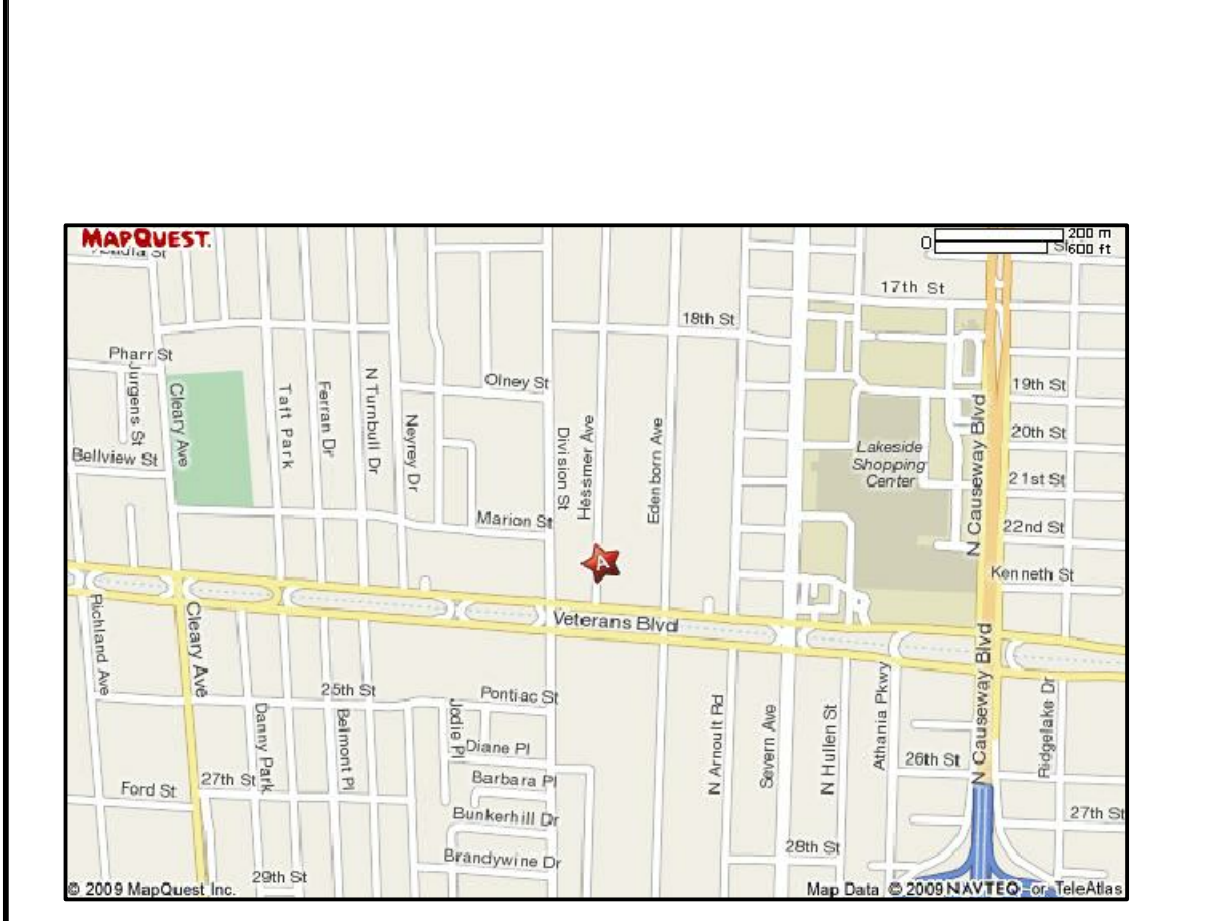 MAPQUEST.
200 m
0
600 ft
17th St
18th St
Pharr St
Jurgens St
Cleary Ave
Taft Park
Ferran Dr
N Turnbull Dr
Neyrey Dr
Olney St
Division St
Hessmer Ave
Edenborn Ave
Lakeside
Shopping
Center
N Causeway Blvd
19th St
20th St
21st St
22nd St
Kenneth St
Bellview St
Marion St
A
Veterans Blvd
Richland Ave
Cleary Ave
25th St
Pontiac St
Danny Park
Bellmont Pl
Jodie Pl
Diane Pl
Barbara Pl
Bunkerhill Dr
Brandywine Dr
N Arnoult Rd
Severn Ave
N Hullen St
Athania Pkwy
N Causeway Blvd
Ridgelake Dr
26th St
27th St
27th St
Ford St
28th St
29th St
© 2009 MapQuest Inc.
Map Data © 2009 NAVTEQ or TeleAtlas